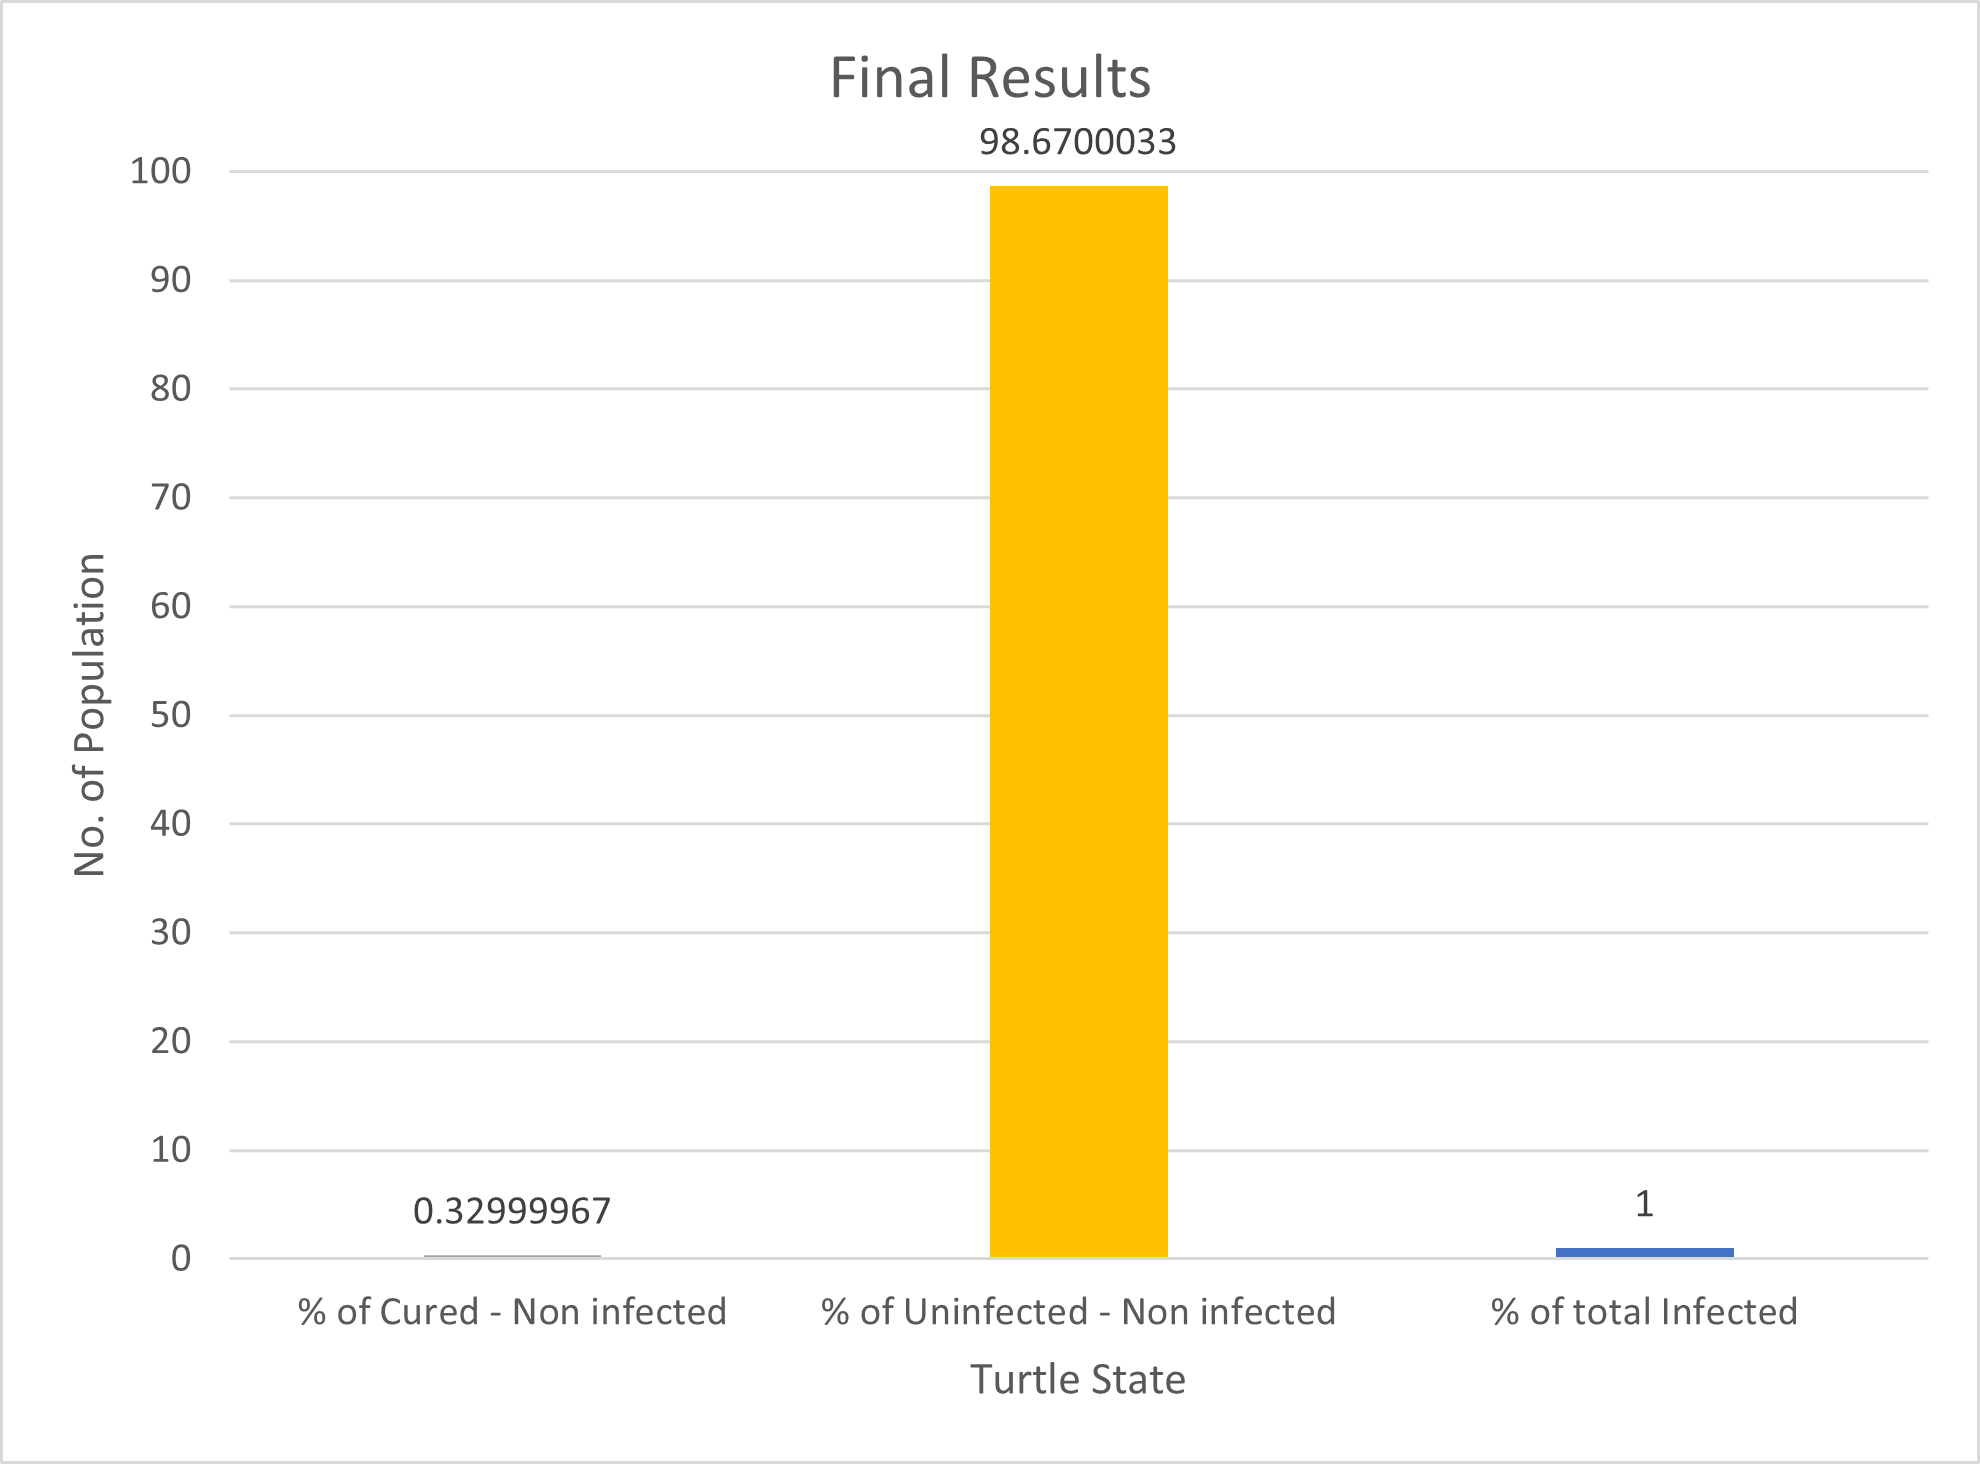 Final Results
98.6700033
100
90
80
70
60
50
40
30
20
10
0
No. of Population
0.32999967
1
% of Cured - Non infected
% of Uninfected - Non infected
% of total Infected
Turtle State